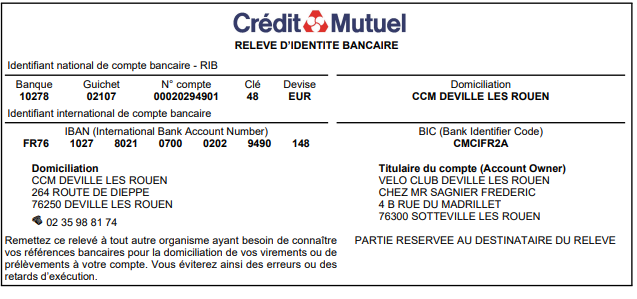 Crédit Mutuel
RELEVE D'IDENTITE BANCAIRE
Identifiant national de compte bancaire - RIB
Banque Guichet N° compte Clé Devise Domiciliation
10278 02107 00020294901 48 EUR CCM DEVILLE LES ROUEN
Identifiant international de compte bancaire
IBAN (International Bank Account Number) BIC (Bank Identifier Code)
FR76 1027 8021 0700 0202 9490 148 CMCIFR2A
Domiciliation
CCM DEVILLE LES ROUEN
264 ROUTE DE DIEPPE
76250 DEVILLE LES ROUEN
02 35 98 81 74
Titulaire du compte (Account Owner)
VELO CLUB DEVILLE LES ROUEN
CHEZ MR SAGNIER FREDERIC
4 B RUE DU MADRILLET
76300 SOTTEVILLE LES ROUEN
Remettez ce relevé à tout autre organisme ayant besoin de connaître
vos références bancaires pour la domiciliation de vos virements ou de
prélèvements à votre compte. Vous éviterez ainsi des erreurs ou des
retards d'exécution.
PARTIE RESERVEE AU DESTINATAIRE DU RELEVE